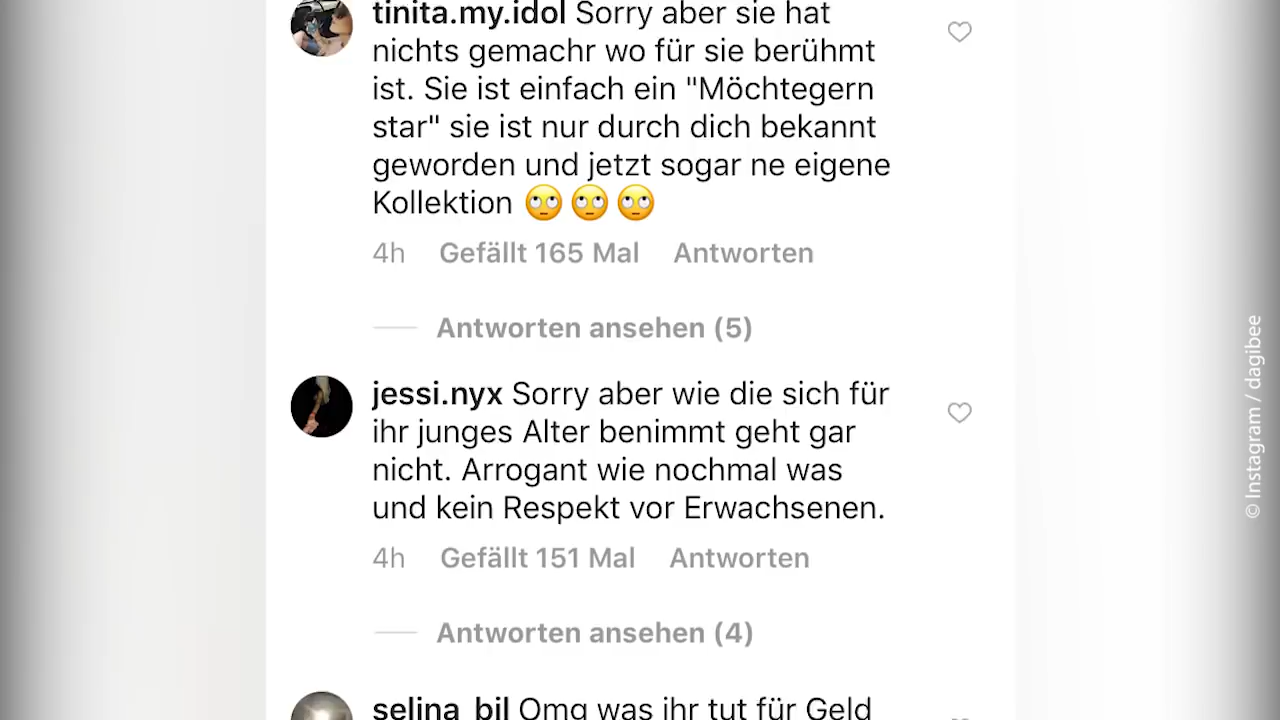 tinita.my.idol Sorry aber sie hat
nichts gemachr wo für sie berühmt
ist. Sie ist einfach ein "Möchtegern
star" sie ist nur durch dich bekannt
geworden und jetzt sogar ne eigene
Kollektion 🙄🙄🙄
4h Gefällt 165 Mal Antworten
Antworten ansehen (5)
jessi.nyx Sorry aber wie die sich für
ihr junges Alter benimmt geht gar
nicht. Arrogant wie nochmal was
und kein Respekt vor Erwachsenen.
4h Gefällt 151 Mal Antworten
Antworten ansehen (4)
selina_bil Omg was ihr tut für Geld
© Instagram / dagibee